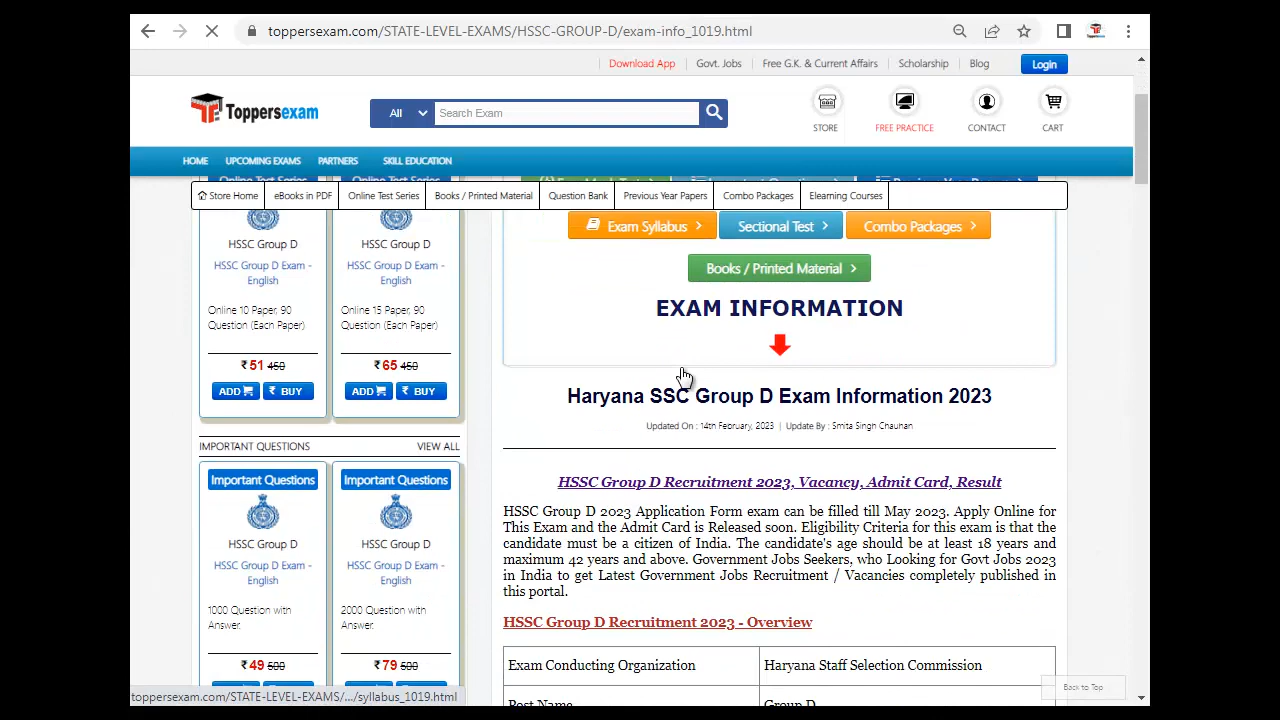 toppersexam.com/STATE-LEVEL-EXAMS/HSSC-GROUP-D/exam-info_1019.html
Download App
Govt. Jobs
Free G.K. & Current Affairs
Scholarship
Blog
Login
Toppersexam
All
Search Exam
STORE
FREE PRACTICE
CONTACT
CART
HOME
UPCOMING EXAMS
PARTNERS
SKILL EDUCATION
Store Home
eBooks in PDF
Online Test Series
Books / Printed Material
Question Bank
Previous Year Papers
Combo Packages
Elearning Courses
HSSC Group D
HSSC Group D Exam -
English
Online 10 Paper, 90
Question (Each Paper)
₹ 51 450
ADD
₹ BUY
HSSC Group D
HSSC Group D Exam -
English
Online 15 Paper, 90
Question (Each Paper)
₹ 65 450
ADD
₹ BUY
IMPORTANT QUESTIONS
VIEW ALL
Important Questions
HSSC Group D
HSSC Group D Exam -
English
1000 Question with
Answer.
₹ 49 500
Important Questions
HSSC Group D
HSSC Group D Exam -
English
2000 Question with
Answer.
₹ 79 500
Exam Syllabus
Sectional Test
Combo Packages
Books / Printed Material
EXAM INFORMATION
Haryana SSC Group D Exam Information 2023
Updated On : 14th February, 2023 | Update By : Smita Singh Chauhan
HSSC Group D Recruitment 2023, Vacancy, Admit Card, Result
HSSC Group D 2023 Application Form exam can be filled till May 2023. Apply Online for
This Exam and the Admit Card is Released soon. Eligibility Criteria for this exam is that the
candidate must be a citizen of India. The candidate's age should be at least 18 years and
maximum 42 years and above. Government Jobs Seekers, who Looking for Govt Jobs 2023
in India to get Latest Government Jobs Recruitment / Vacancies completely published in
this portal.
HSSC Group D Recruitment 2023 - Overview
Exam Conducting Organization
Haryana Staff Selection Commission
Post Name
Group D
Back to Top
toppersexam.com/STATE-LEVEL-EXAMS/.../syllabus_1019.html